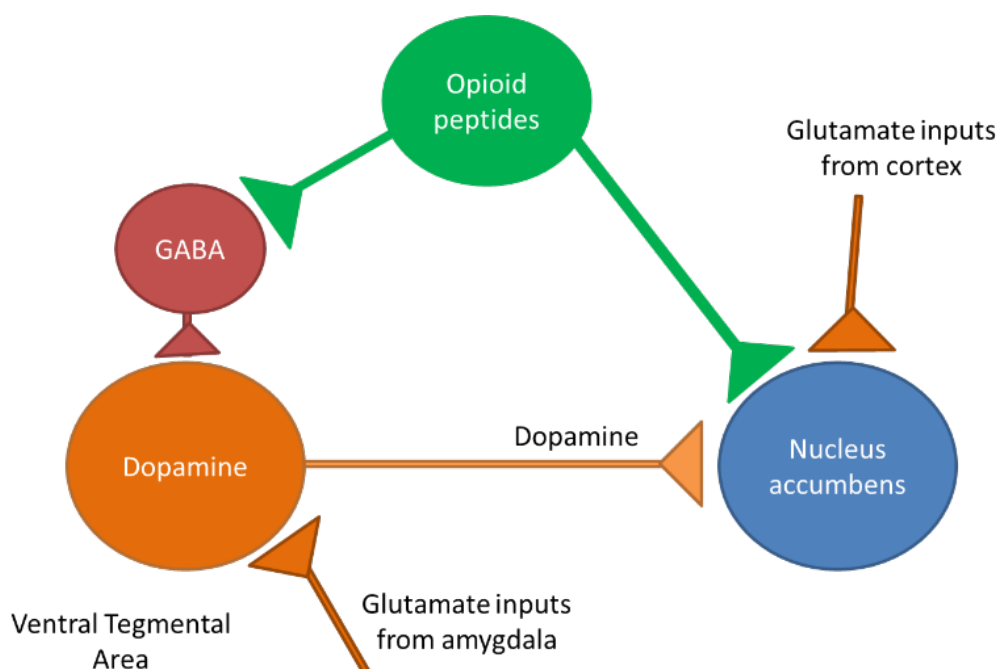 Opioid
peptides
Glutamate inputs
from cortex
GABA
Dopamine
Dopamine
Nucleus
accumbens
Glutamate inputs
from amygdala
Ventral Tegmental
Area